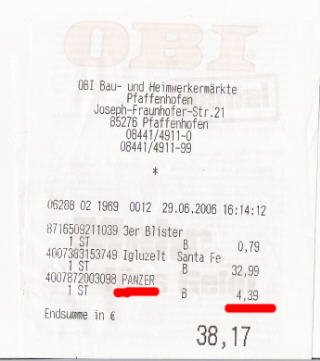 OBI
OBI Bau- und Heimwerkermärkte
Pfaffenhofen
Joseph-Fraunhofer-Str.21
85276 Pfaffenhofen
08441/4911-0
08441/4911-99
*
06288 02 1969 0012 29.06.2006 16:14:12
8716509211039 3er Blister
1 ST B 0,79
4007383153749 Igluzelt Santa Fe
1 ST B 32,99
4007872003098 PANZER
1 ST B 4,39
Endsumme in € 38,17